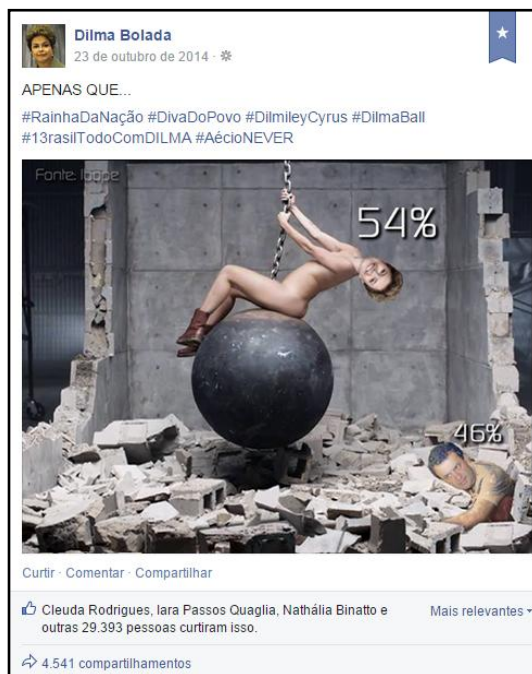 Dilma Bolada
23 de outubro de 2014 ·
APENAS QUE...
#RainhaDaNação #DivaDoPovo #DilmileyCyrus #DilmaBall
#13rasilTodoComDILMA #AécioNEVER
Fonte: Ibope
54%
46%
Curtir · Comentar · Compartilhar
Cleuda Rodrigues, Iara Passos Quaglia, Nathália Binatto e
outras 29.393 pessoas curtiram isso.
Mais relevantes
4.541 compartilhamentos